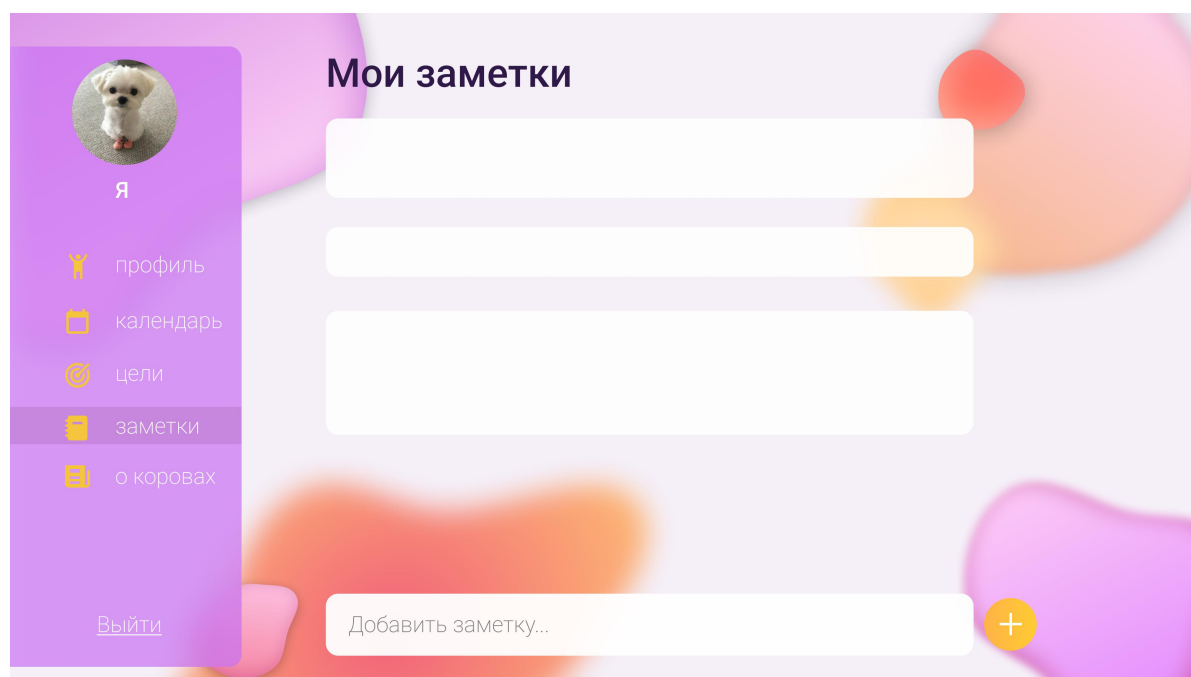 Я
профиль
календарь
цели
заметки
о коровах
Выйти
Мои заметки
Добавить заметку...